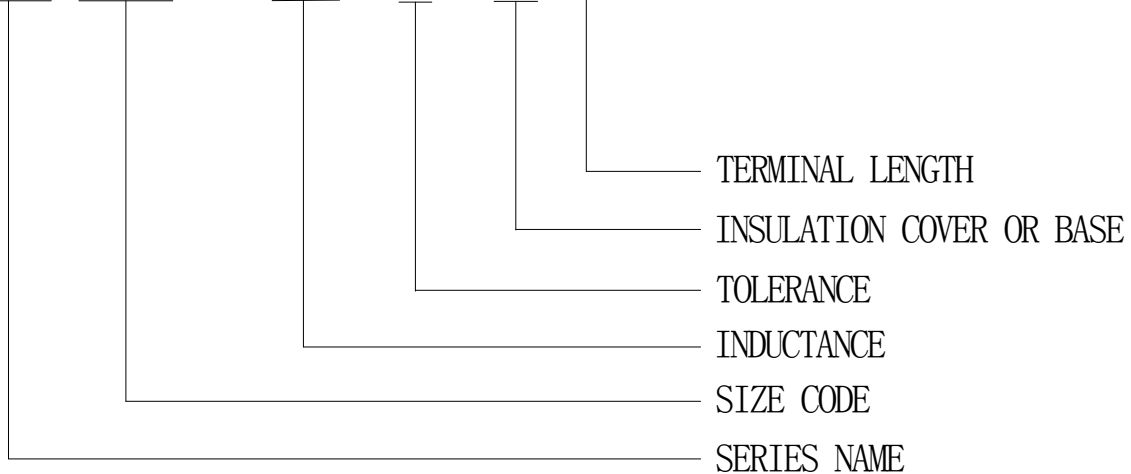 TERMINAL LENGTH
INSULATION COVER OR BASE
TOLERANCE
INDUCTANCE
SIZE CODE
SERIES NAME